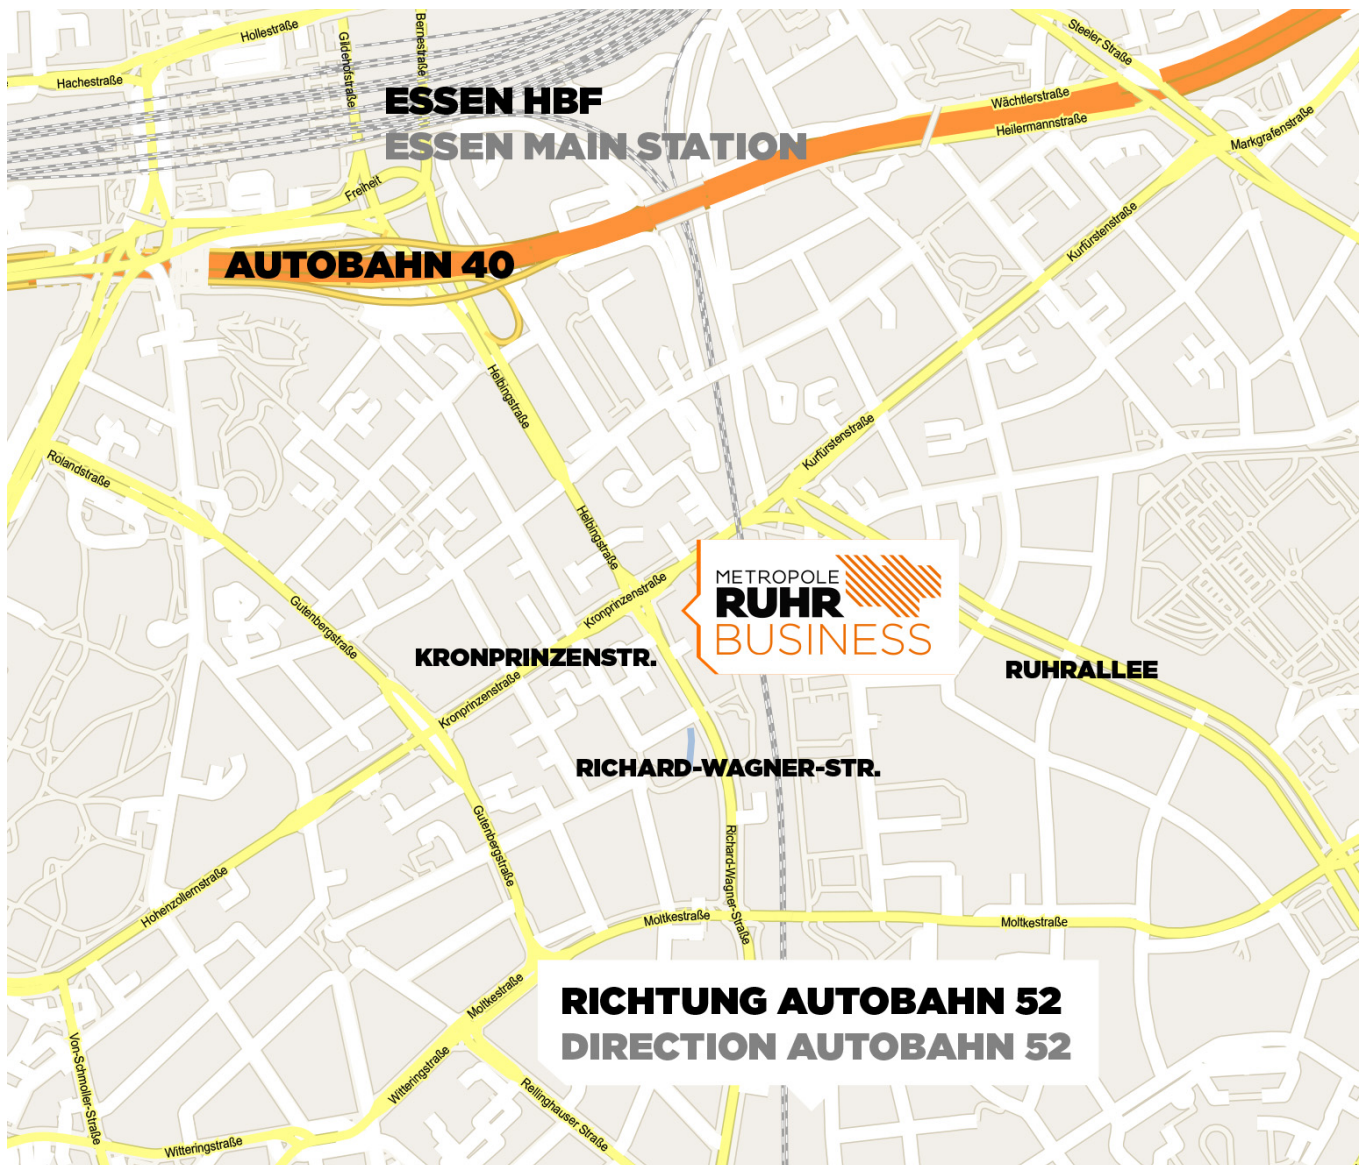 Hollestraße
Gildehofstraße
Bernestraße
Steeler Straße
Hachestraße
ESSEN HBF
ESSEN MAIN STATION
Wächtlerstraße
Heilermannstraße
Markgrafenstraße
Freiheit
Kurfürstenstraße
AUTOBAHN 40
Helbingstraße
Kurfürstenstraße
Rolandstraße
Helbingstraße
METROPOLE
RUHR
BUSINESS
Kronprinzenstraße
Gutenbergstraße
KRONPRINZENSTR.
RUHRALLEE
Kronprinzenstraße
RICHARD-WAGNER-STR.
Gutenbergstraße
Richard-Wagner-Straße
Hohenzollernstraße
Moltkestraße
Moltkestraße
Moltkestraße
RICHTUNG AUTOBAHN 52
DIRECTION AUTOBAHN 52
Von-Schmoller-Straße
Witteringstraße
Rellinghauser Straße
Witteringstraße